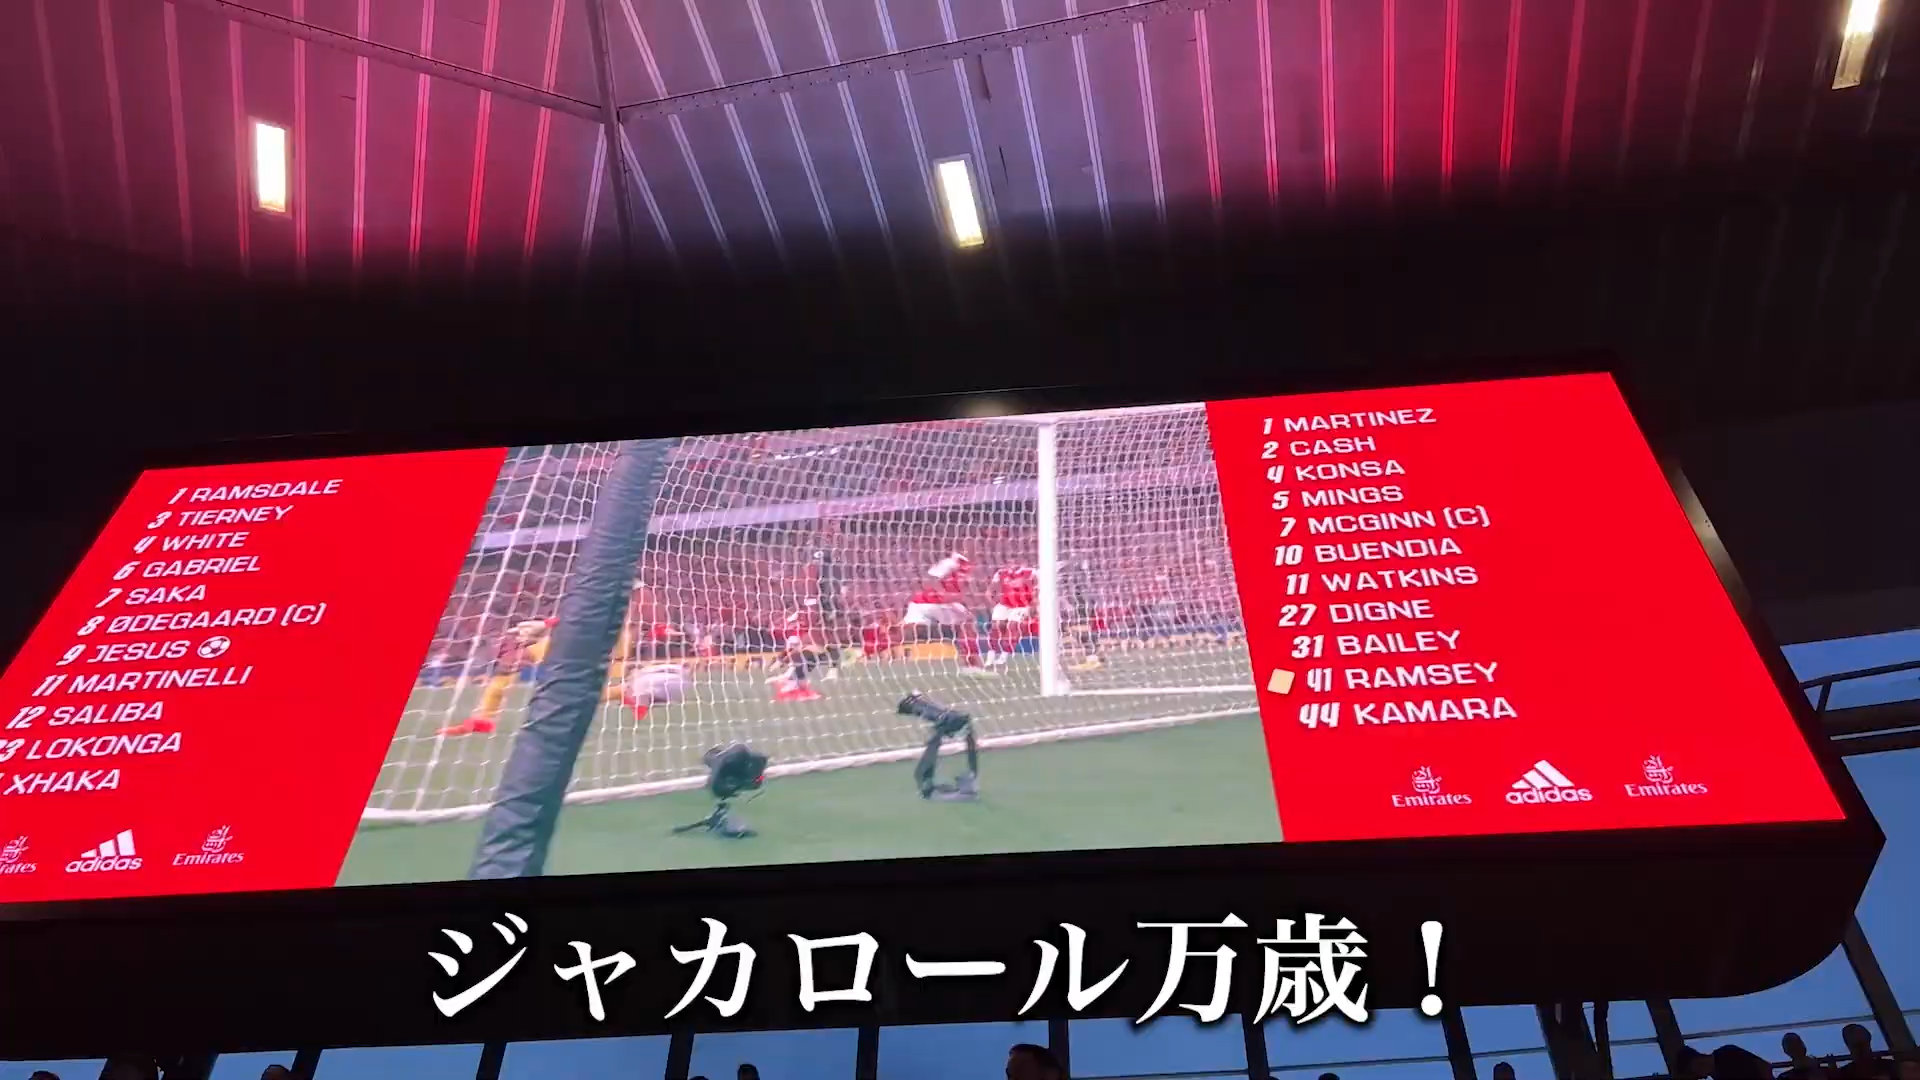 1 RAMSDALE
3 TIERNEY
4 WHITE
6 GABRIEL
7 SAKA
8 ØDEGAARD (C)
9 JESUS
11 MARTINELLI
12 SALIBA
LOKONGA
XHAKA
adidas
Emirates
1 MARTINEZ
2 CASH
4 KONSA
5 MINGS
7 MCGINN (C)
10 BUENDIA
11 WATKINS
27 DIGNE
31 BAILEY
41 RAMSEY
44 KAMARA
Emirates
adidas
Emirates
ジャカロール万歳！